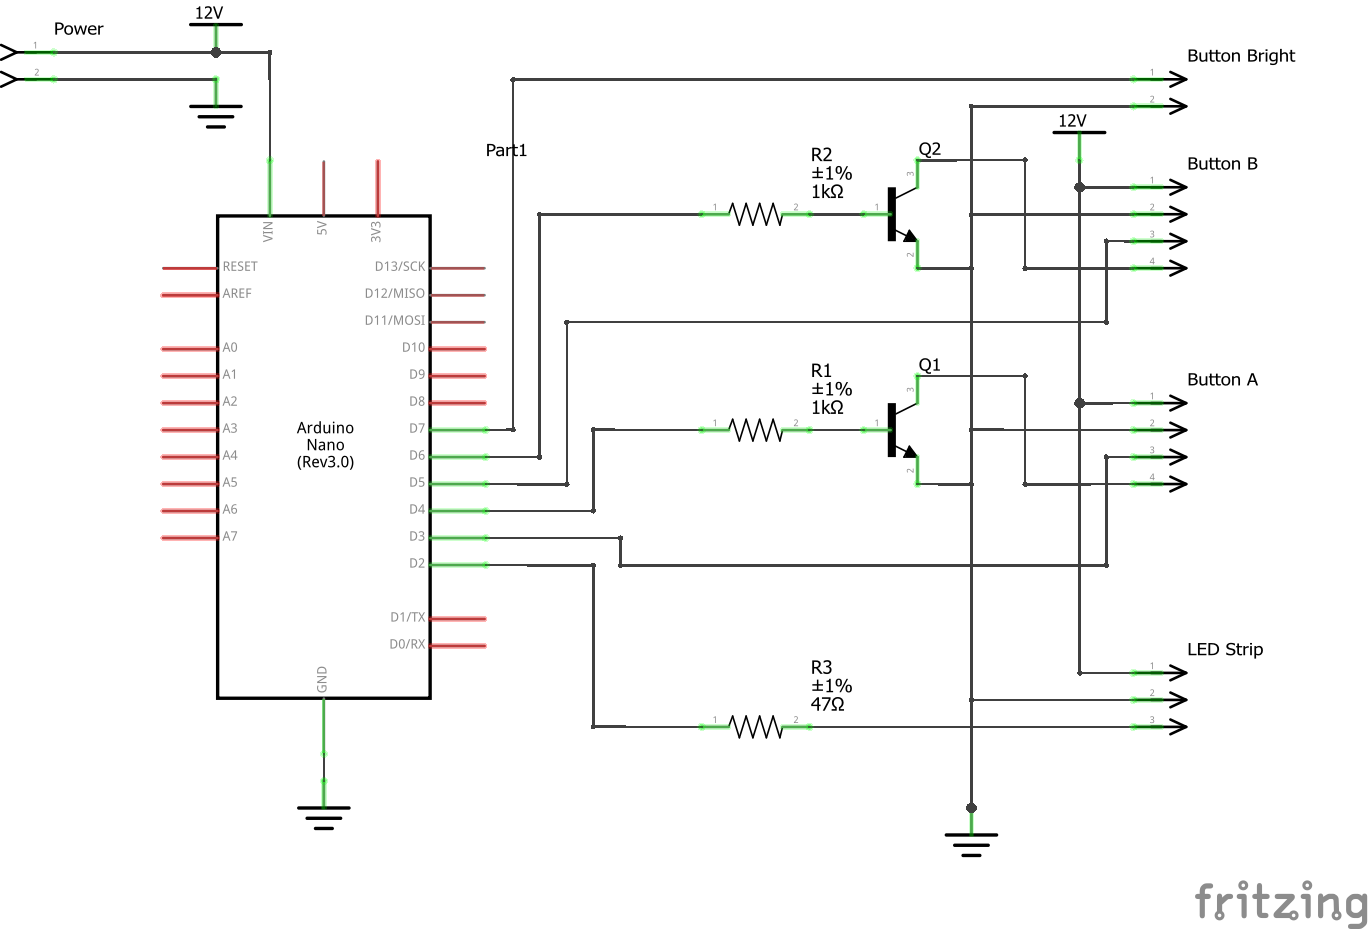 12V
Power
1
2
Button Bright
1
2
12V
Part1
R2
±1%
1kΩ
Q2
1
2
1
3
2
Button B
1
2
3
4
VIN
5V
3V3
RESET
AREF
A0
A1
A2
A3
A4
A5
A6
A7
Arduino
Nano
(Rev3.0)
D13/SCK
D12/MISO
D11/MOSI
D10
D9
D8
D7
D6
D5
D4
D3
D2
D1/TX
D0/RX
GND
R1
±1%
1kΩ
Q1
1
2
1
3
2
Button A
1
2
3
4
R3
±1%
47Ω
1
2
LED Strip
1
2
3
fritzing